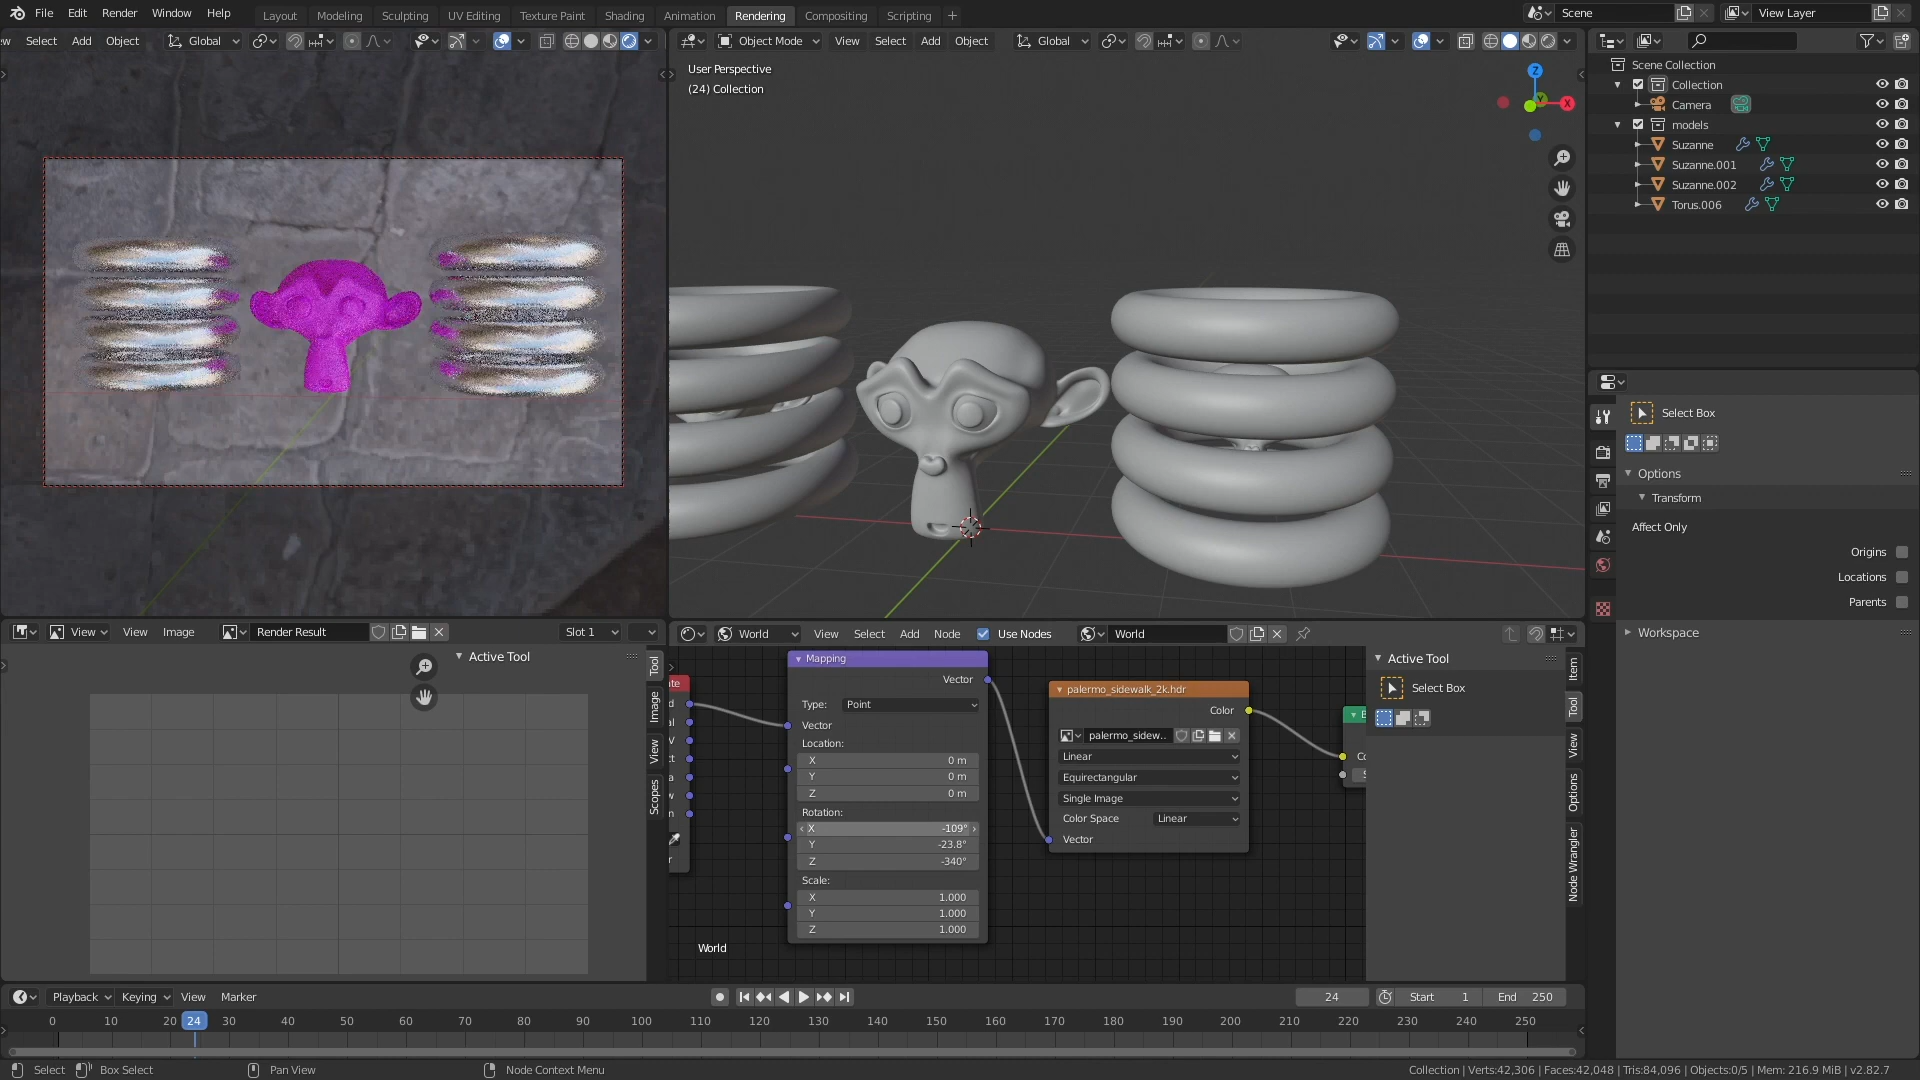 File Edit Render Window Help
Layout Modeling Sculpting UV Editing Texture Paint Shading Animation Rendering Compositing Scripting +
Scene
View Layer
Select Add Object Global
Object Mode View Select Add Object Global
User Perspective
(24) Collection
Z
Y
X
Scene Collection
Collection
Camera
models
Suzanne
Suzanne.001
Suzanne.002
Torus.006
Select Box
Options
Transform
Affect Only
Origins
Locations
Parents
Workspace
View View Image Render Result Slot 1
Active Tool
Tool
Image
View
Scopes
World View Select Add Node Use Nodes World
Mapping
Vector
Type: Point
Vector
Location:
X 0 m
Y 0 m
Z 0 m
Rotation:
X -109°
Y -23.8°
Z -340°
Scale:
X 1.000
Y 1.000
Z 1.000
World
palermo_sidewalk_2k.hdr
Color
palermo_sidew..
Linear
Equirectangular
Single Image
Color Space Linear
Vector
Active Tool
Select Box
Item
Tool
View
Options
Node Wrangler
Playback Keying View Marker
24 Start 1 End 250
0 10 20 24 30 40 50 60 70 80 90 100 110 120 130 140 150 160 170 180 190 200 210 220 230 240 250
Select Box Select Pan View Node Context Menu
Collection | Verts:42,306 | Faces:42,048 | Tris:84,096 | Objects:0/5 | Mem: 216.9 MiB | v2.82.7